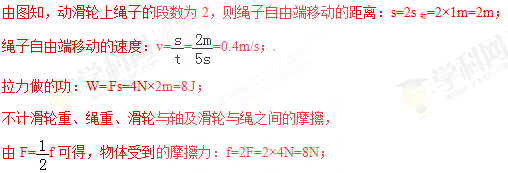 由图知，动滑轮上绳子的段数为 2，则绳子自由端移动的距离：s=2s轮=2×1m=2m；
绳子自由端移动的速度：v=s/t=2m/5s=0.4m/s；.
拉力做的功：W=Fs=4N×2m=8J；
不计滑轮重、绳重、滑轮与轴及滑轮与绳之间的摩擦，
由 F=1/2f 可得，物体受到的摩擦力：f=2F=2×4N=8N；
学科网